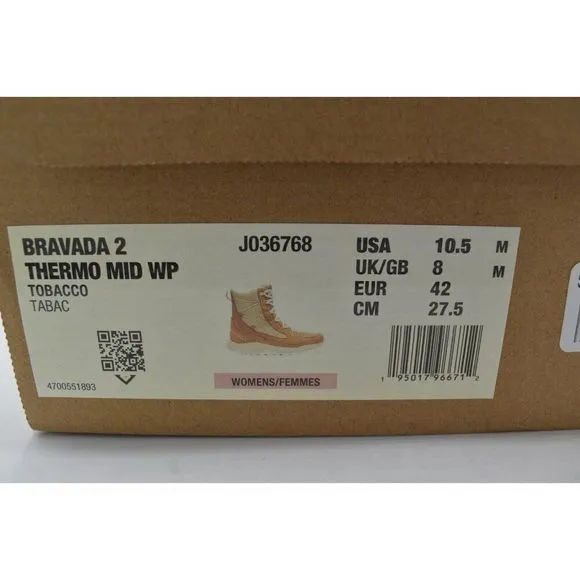 BRAVADA 2
THERMO MID WP
TOBACCO
TABAC
4700551893
J036768
WOMENS/FEMMES
USA 10.5 M
UK/GB 8 M
EUR 42
CM 27.5
1 95017 96671 2